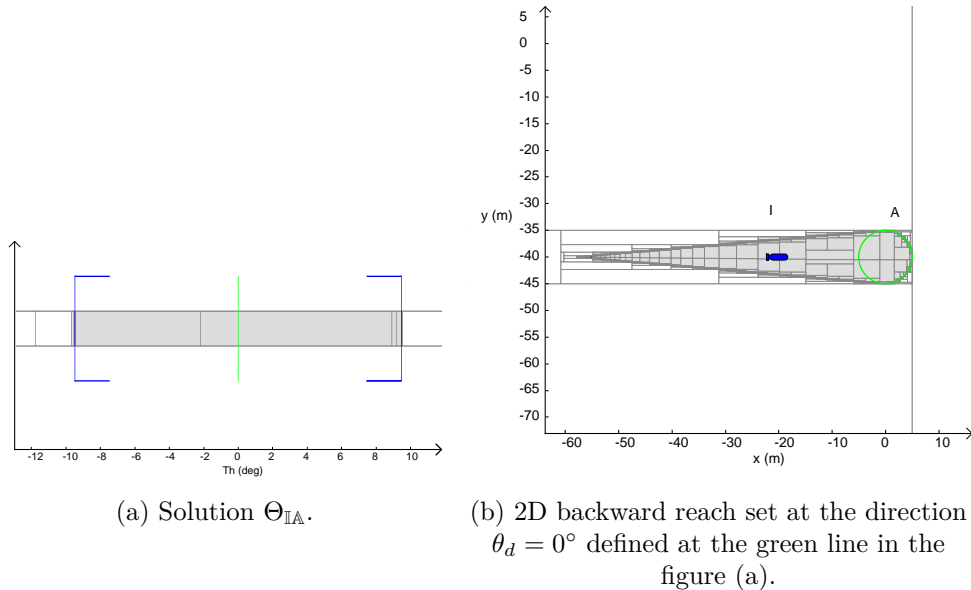 -12 -10 -8 -6 -4 -2 0 2 4 6 8 10
Th (deg)
(a) Solution Θ𝕀𝔸.
5
0
-5
-10
-15
-20
-25
-30
-35
-40
-45
-50
-55
-60
-65
-70
y (m)
I
A
-60 -50 -40 -30 -20 -10 0 10
x (m)
(b) 2D backward reach set at the direction
θd = 0° defined at the green line in the
figure (a).